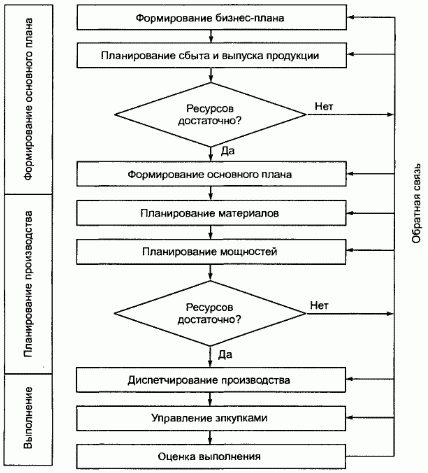 Формирование бизнес-плана
Планирование сбыта и выпуска продукции
Ресурсов
достаточно?
Нет
Да
Формирование основного плана
Формирование основного плана
Планирование материалов
Планирование мощностей
Ресурсов
достаточно?
Нет
Да
Планирование производства
Диспетчирование производства
Управление зпкупками
Оценка выполнения
Выполнение
Обратная связь